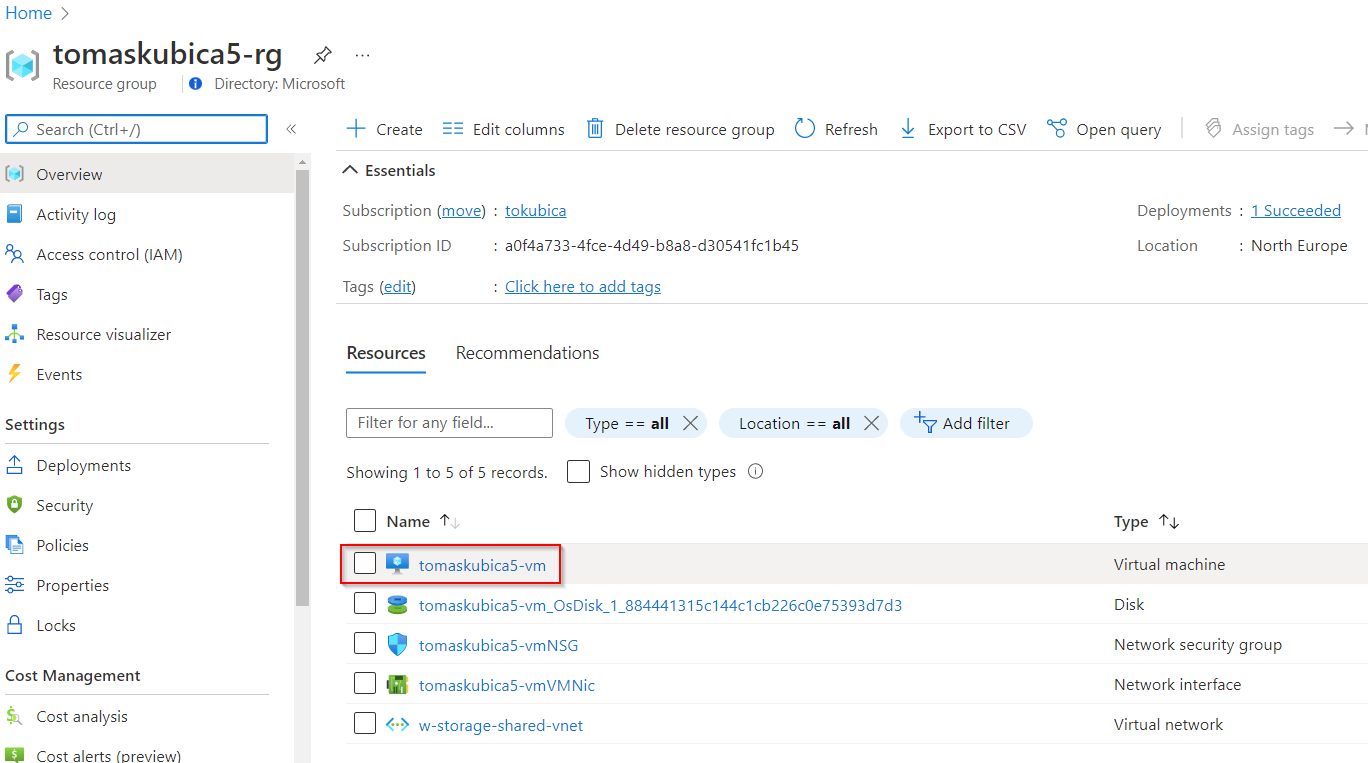 Home
tomaskubica5-rg
Resource group
Directory: Microsoft
Search (Ctrl+/)
Overview
Activity log
Access control (IAM)
Tags
Resource visualizer
Events
Settings
Deployments
Security
Policies
Properties
Locks
Cost Management
Cost analysis
Cost alerts (preview)
Create Edit columns Delete resource group Refresh Export to CSV Open query Assign tags
Essentials
Subscription (move) : tokubica
Subscription ID : a0f4a733-4fce-4d49-b8a8-d30541fc1b45
Tags (edit) : Click here to add tags
Deployments : 1 Succeeded
Location : North Europe
Resources Recommendations
Filter for any field... Type == all Location == all Add filter
Showing 1 to 5 of 5 records. Show hidden types
Name Type
tomaskubica5-vm Virtual machine
tomaskubica5-vm_OsDisk_1_884441315c144c1cb226c0e75393d7d3 Disk
tomaskubica5-vmNSG Network security group
tomaskubica5-vmVMNic Network interface
w-storage-shared-vnet Virtual network